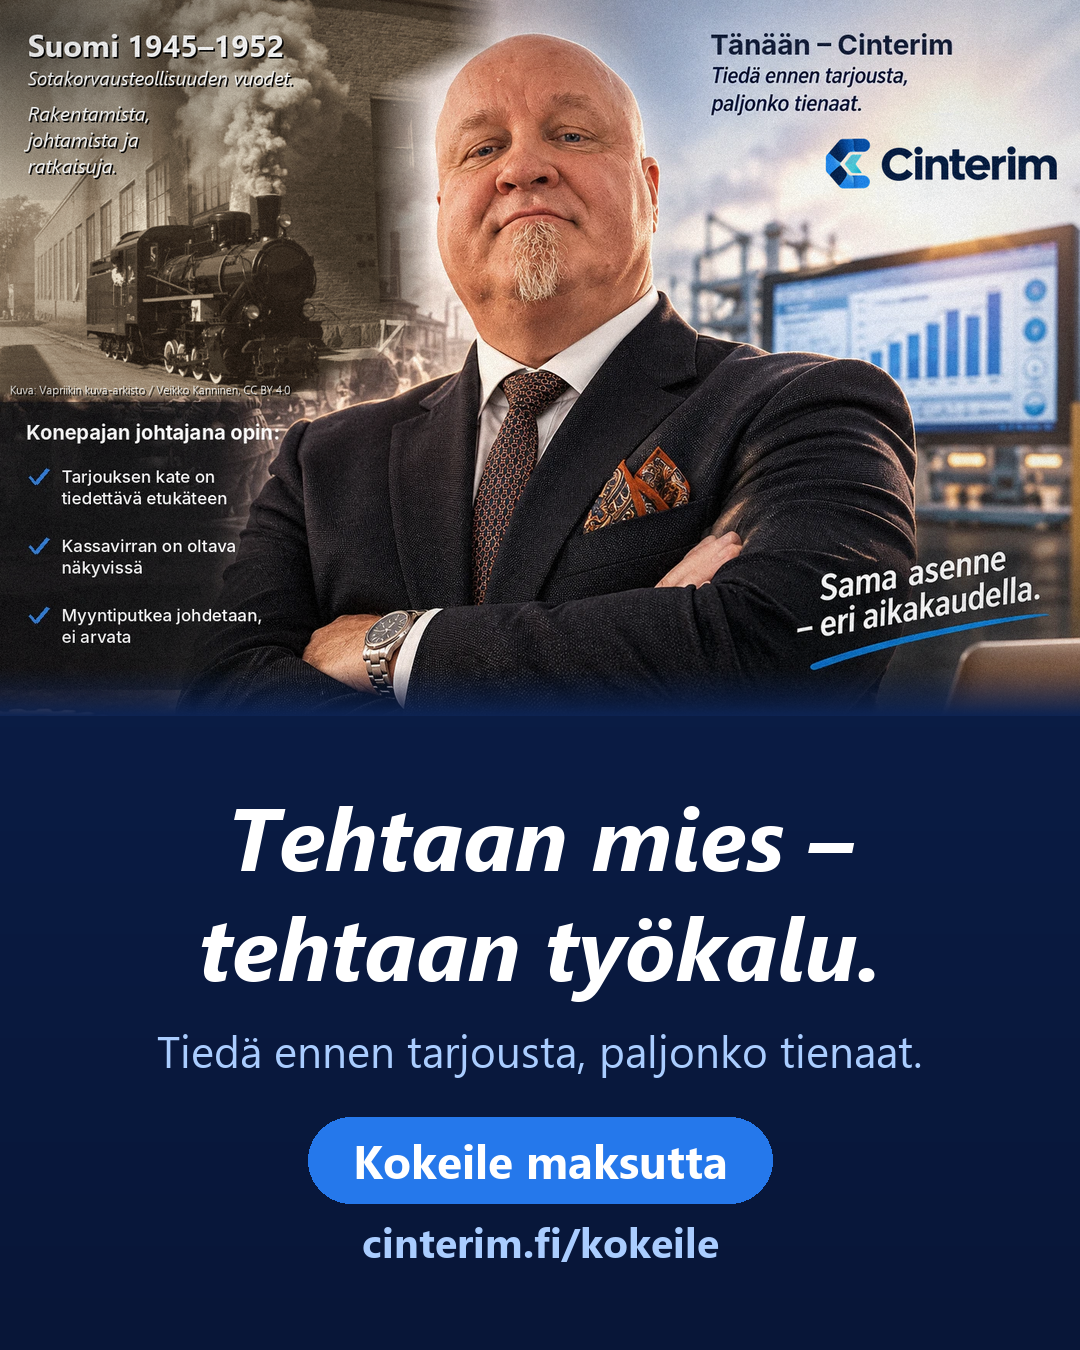 Suomi 1945–1952
Sotakorvausteollisuuden vuodet.
Rakentamista,
johtamista ja
ratkaisuja.
Tänään – Cinterim
Tiedä ennen tarjousta,
paljonko tienaat.
Cinterim
Kuva: Vapriikin kuva-arkisto / Veikko Kanninen, CC BY 4.0
Konepajan johtajana opin:
Tarjouksen kate on
tiedettävä etukäteen
Kassavirran on oltava
näkyvissä
Myyntiputkea johdetaan,
ei arvata
Sama asenne
– eri aikakaudella.
Tehtaan mies –
tehtaan työkalu.
Tiedä ennen tarjousta, paljonko tienaat.
Kokeile maksutta
cinterim.fi/kokeile